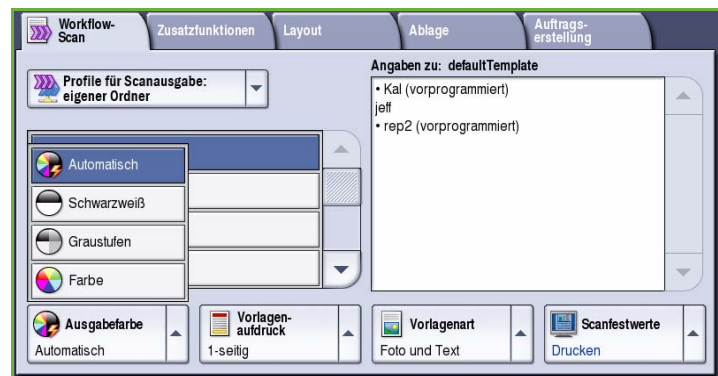 Workflow-
Scan
Zusatzfunktionen
Layout
Ablage
Auftrags-
erstellung
Profile für Scanausgabe:
eigener Ordner
Angaben zu: defaultTemplate
• Kal (vorprogrammiert)
jeff
• rep2 (vorprogrammiert)
Automatisch
Schwarzweiß
Graustufen
Farbe
Ausgabefarbe
Automatisch
Vorlagen-
aufdruck
1-seitig
Vorlagenart
Foto und Text
Scanfestwerte
Drucken